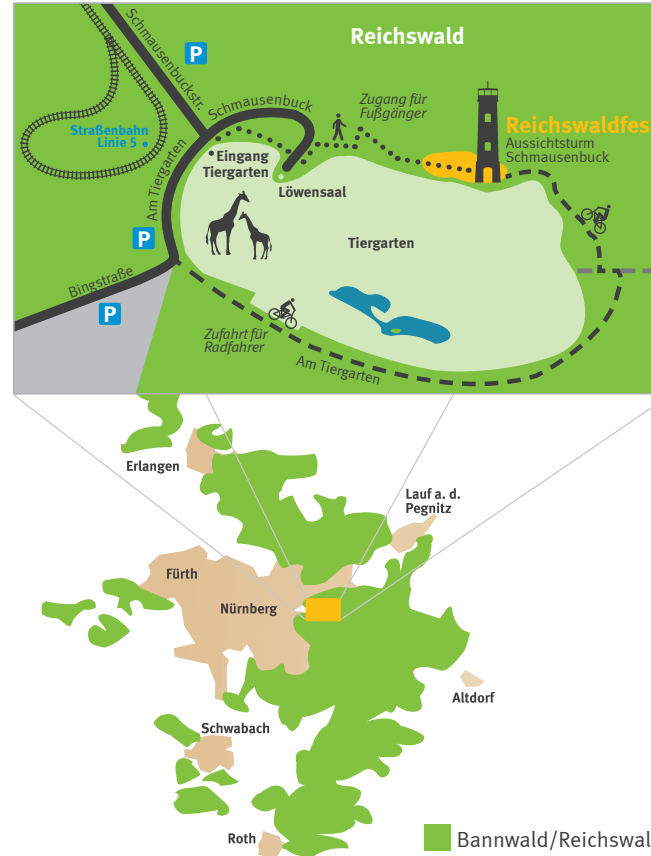 Reichswald
P
Schmausenbuckstr.
Schmausenbuck
Zugang für
Fußgänger
Reichswaldfes
Aussichtsturm
Schmausenbuck
Straßenbahn
Linie 5
Eingang
Tiergarten
Löwensaal
Am Tiergarten
P
Tiergarten
Bingstraße
P
Zufahrt für
Radfahrer
Am Tiergarten
Erlangen
Lauf a. d.
Pegnitz
Fürth
Nürnberg
Altdorf
Schwabach
Roth
Bannwald/Reichswal